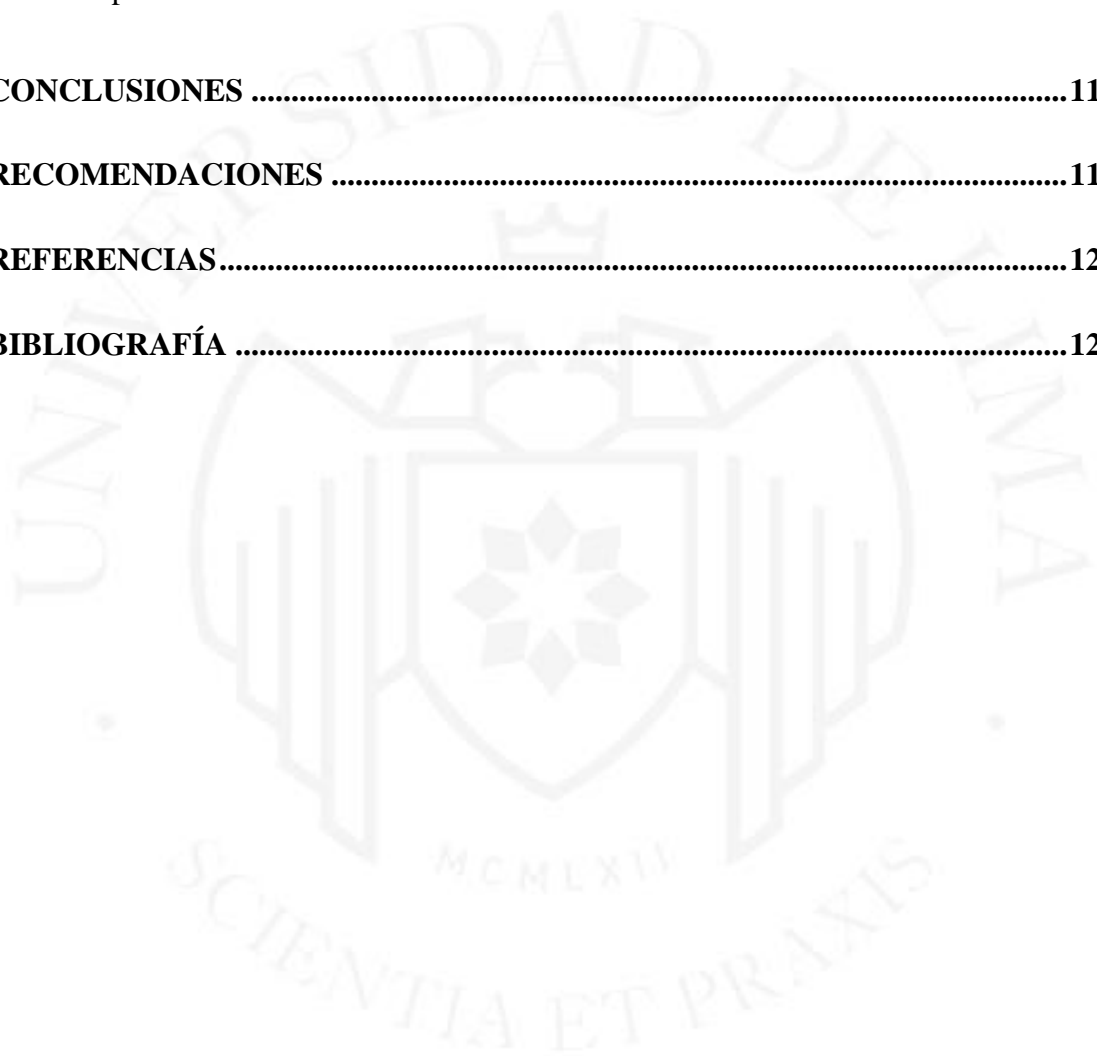 CONCLUSIONES ........................................................................................................11
RECOMENDACIONES ..............................................................................................11
REFERENCIAS............................................................................................................12
BIBLIOGRAFÍA ..........................................................................................................12
UNIVERSIDAD DE LIMA
MCMLXII
SCIENTIA ET PRAXIS